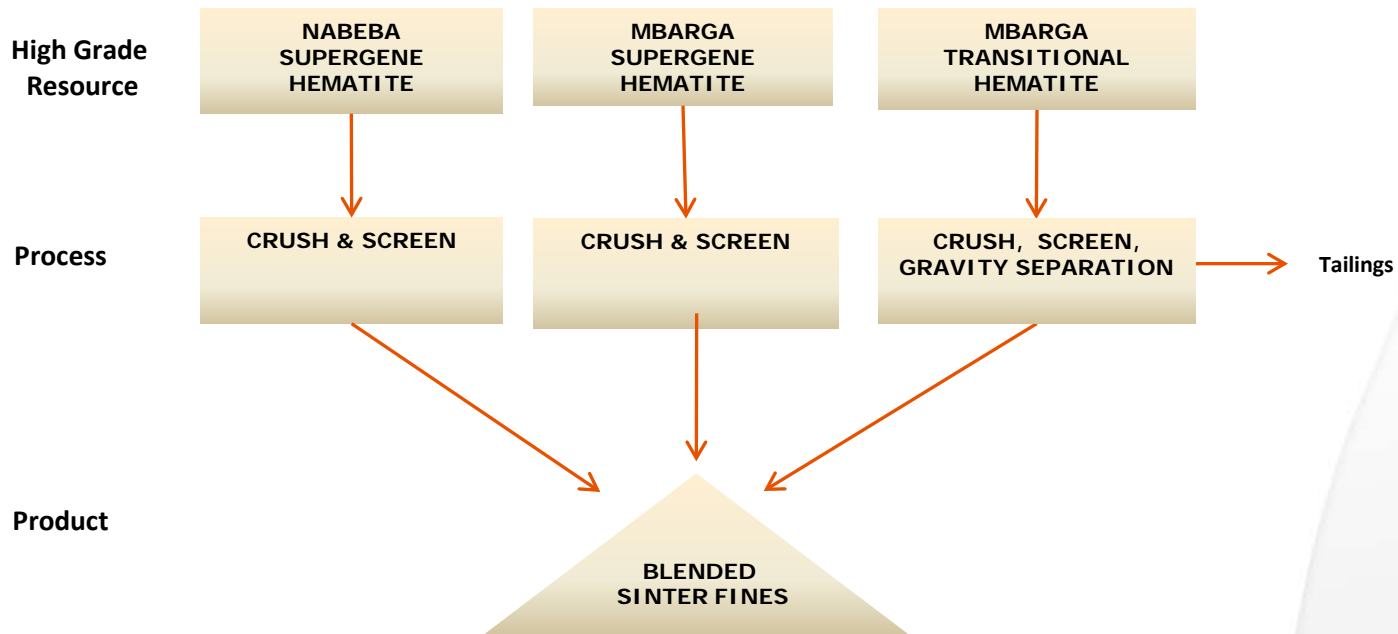 High Grade
Resource
NABEBA
SUPERGENE
HEMATITE
MBARGA
SUPERGENE
HEMATITE
MBARGA
TRANSITIONAL
HEMATITE
Process
CRUSH & SCREEN
CRUSH & SCREEN
CRUSH, SCREEN,
GRAVITY SEPARATION
Tailings
Product
BLENDED
SINTER FINES